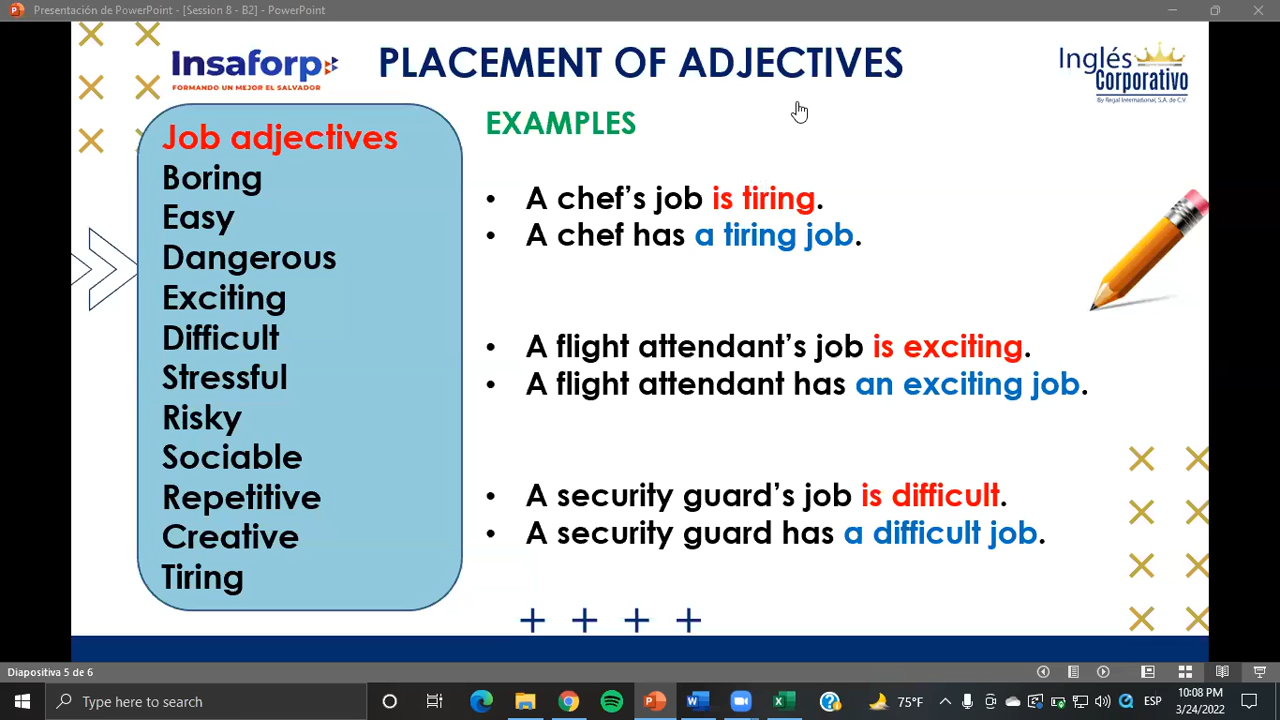 Presentación de PowerPoint - [Session 8 - B2] - PowerPoint
Insaforp
FORMANDO UN MEJOR EL SALVADOR
PLACEMENT OF ADJECTIVES
Inglés
Corporativo
By Regal International, S.A. de C.V.
Job adjectives
Boring
Easy
Dangerous
Exciting
Difficult
Stressful
Risky
Sociable
Repetitive
Creative
Tiring
EXAMPLES
• A chef’s job is tiring.
• A chef has a tiring job.
• A flight attendant’s job is exciting.
• A flight attendant has an exciting job.
• A security guard’s job is difficult.
• A security guard has a difficult job.
Diapositiva 5 de 6
Type here to search
75°F
ESP
10:08 PM
3/24/2022